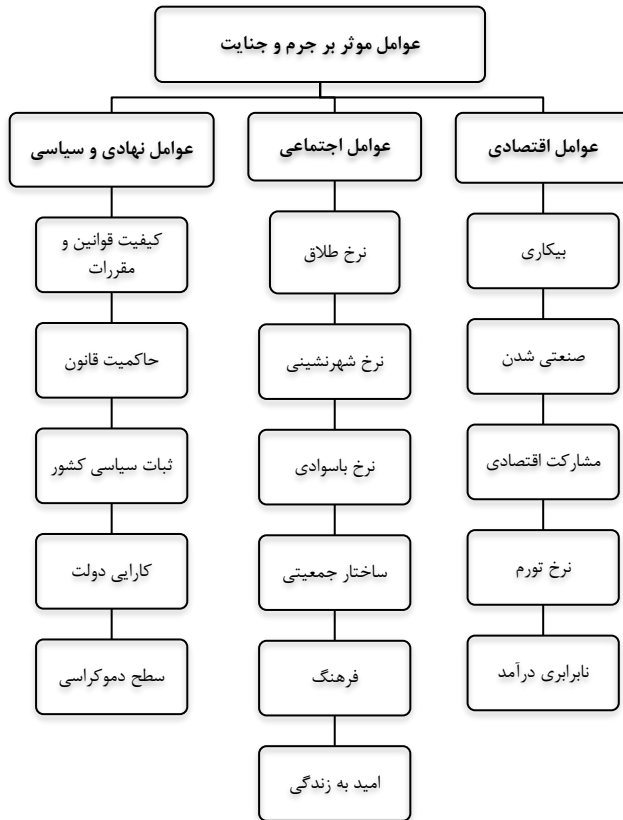 عوامل موثر بر جرم و جنایت
عوامل اقتصادی
بیکاری
صنعتی شدن
مشارکت اقتصادی
نرخ تورم
نابرابری درآمد
عوامل اجتماعی
نرخ طلاق
نرخ شهرنشینی
نرخ باسوادی
ساختار جمعیتی
فرهنگ
امید به زندگی
عوامل نهادی و سیاسی
کیفیت قوانین و
مقررات
حاکمیت قانون
ثبات سیاسی کشور
کارایی دولت
سطح دموکراسی